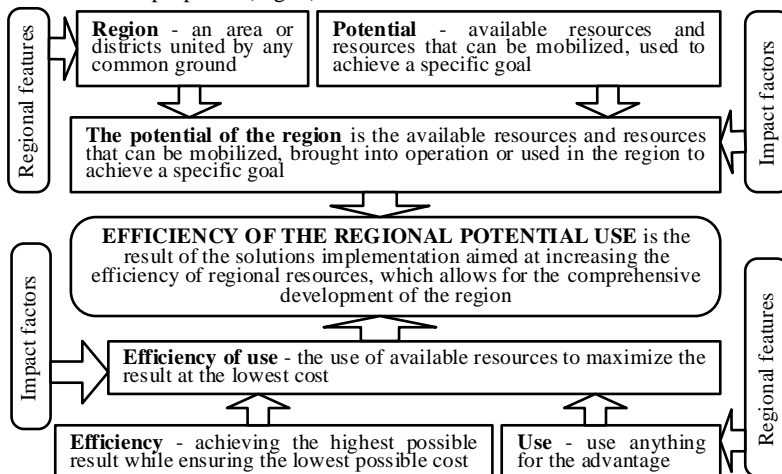 Regional features
Region - an area or
districts united by any
common ground
Potential - available resources and
resources that can be mobilized, used to
achieve a specific goal
Impact factors
The potential of the region is the available resources and resources
that can be mobilized, brought into operation or used in the region to
achieve a specific goal
EFFICIENCY OF THE REGIONAL POTENTIAL USE is the
result of the solutions implementation aimed at increasing the
efficiency of regional resources, which allows for the comprehensive
development of the region
Impact factors
Efficiency of use - the use of available resources to maximize the
result at the lowest cost
Regional features
Efficiency - achieving the highest possible
result while ensuring the lowest possible cost
Use - use anything
for the advantage